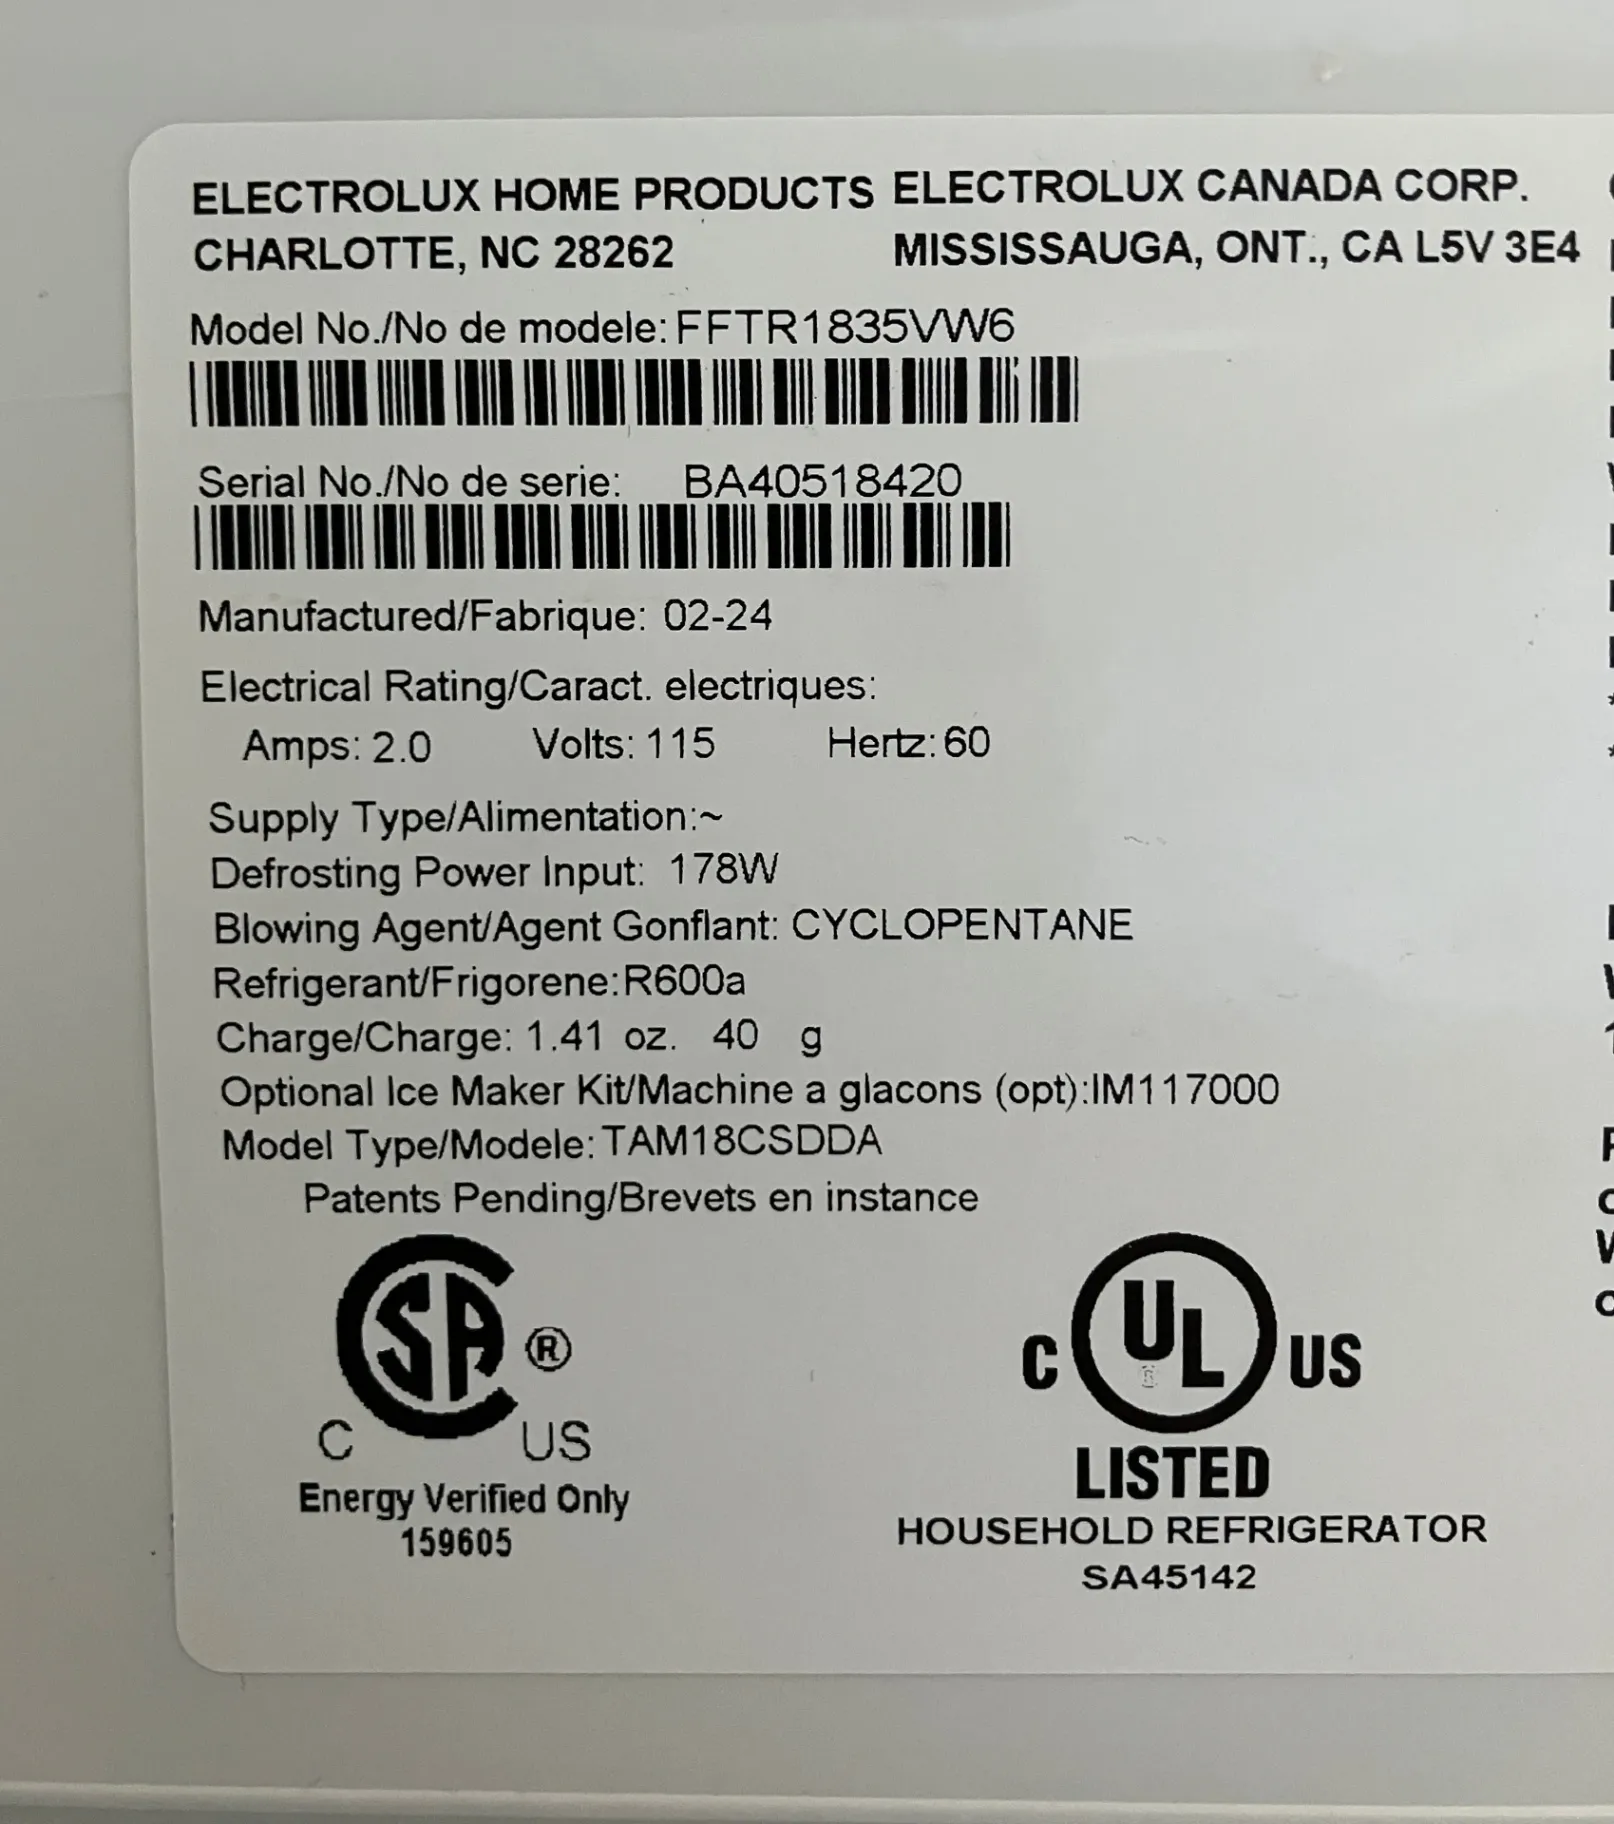 ELECTROLUX HOME PRODUCTS ELECTROLUX CANADA CORP.
CHARLOTTE, NC 28262 MISSISSAUGA, ONT., CA L5V 3E4
Model No./No de modele: FFTR1835VW6
Serial No./No de serie: BA40518420
Manufactured/Fabrique: 02-24
Electrical Rating/Caract. electriques:
Amps: 2.0 Volts: 115 Hertz: 60
Supply Type/Alimentation:~
Defrosting Power Input: 178W
Blowing Agent/Agent Gonflant: CYCLOPENTANE
Refrigerant/Frigorene:R600a
Charge/Charge: 1.41 oz. 40 g
Optional Ice Maker Kit/Machine a glacons (opt):IM117000
Model Type/Modele: TAM18CSDDA
Patents Pending/Brevets en instance
SA ®
C US
Energy Verified Only
159605
C UL US
LISTED
HOUSEHOLD REFRIGERATOR
SA45142